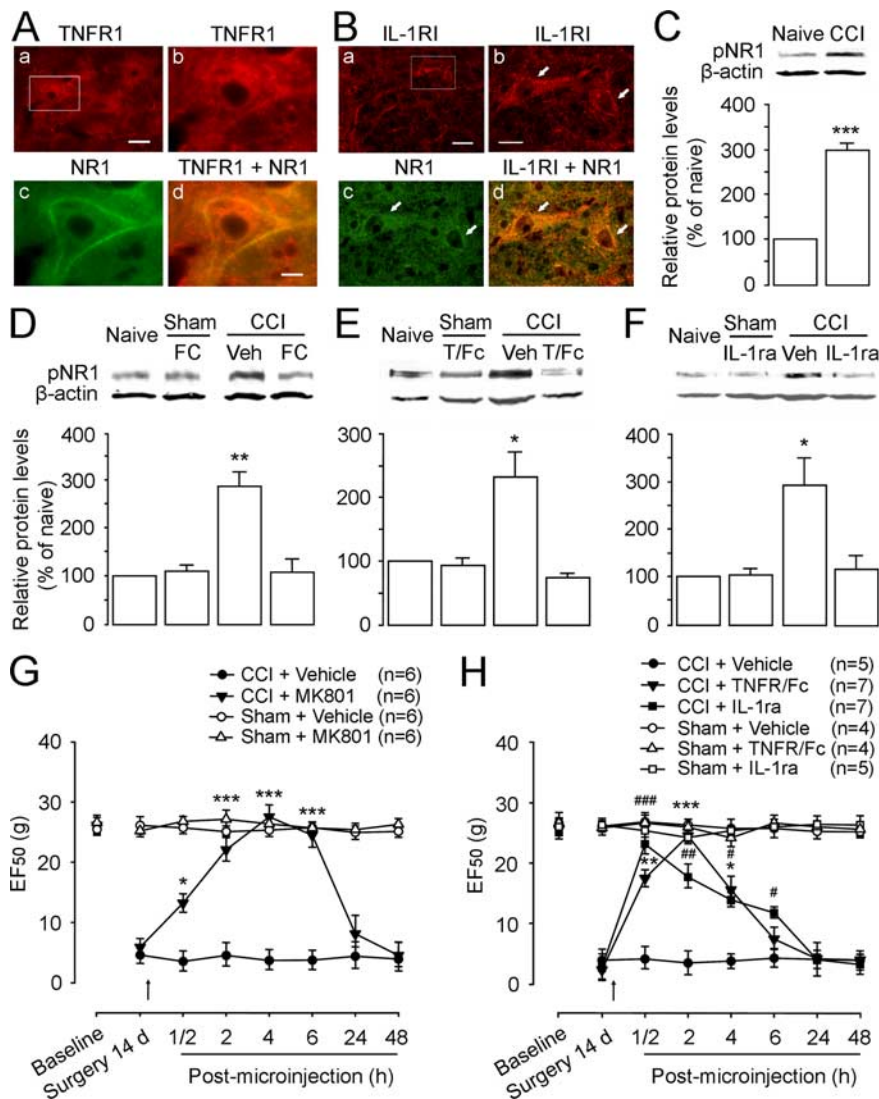 A
TNFR1
TNFR1
a
b
NR1
TNFR1 + NR1
c
d
B
IL-1RI
IL-1RI
a
b
NR1
IL-1RI + NR1
c
d
C
Naive CCI
pNR1
β-actin
Relative protein levels
(% of naive)
400
300
200
100
0
***
D
Naive
Sham
FC
CCI
Veh FC
pNR1
β-actin
Relative protein levels
(% of naive)
400
300
200
100
0
**
E
Naive
Sham
T/Fc
CCI
Veh T/Fc
300
200
100
0
*
F
Naive
Sham
IL-1ra
CCI
Veh IL-1ra
400
300
200
100
0
*
G
CCI + Vehicle (n=6)
CCI + MK801 (n=6)
Sham + Vehicle (n=6)
Sham + MK801 (n=6)
EF50 (g)
40
30
20
10
0
*
***
***
***
Baseline
Surgery 14 d
1/2 2 4 6 24 48
Post-microinjection (h)
H
CCI + Vehicle (n=5)
CCI + TNFR/Fc (n=7)
CCI + IL-1ra (n=7)
Sham + Vehicle (n=4)
Sham + TNFR/Fc (n=4)
Sham + IL-1ra (n=5)
EF50 (g)
40
30
20
10
0
###
***
**
##
#
*
#
Baseline
Surgery 14 d
1/2 2 4 6 24 48
Post-microinjection (h)